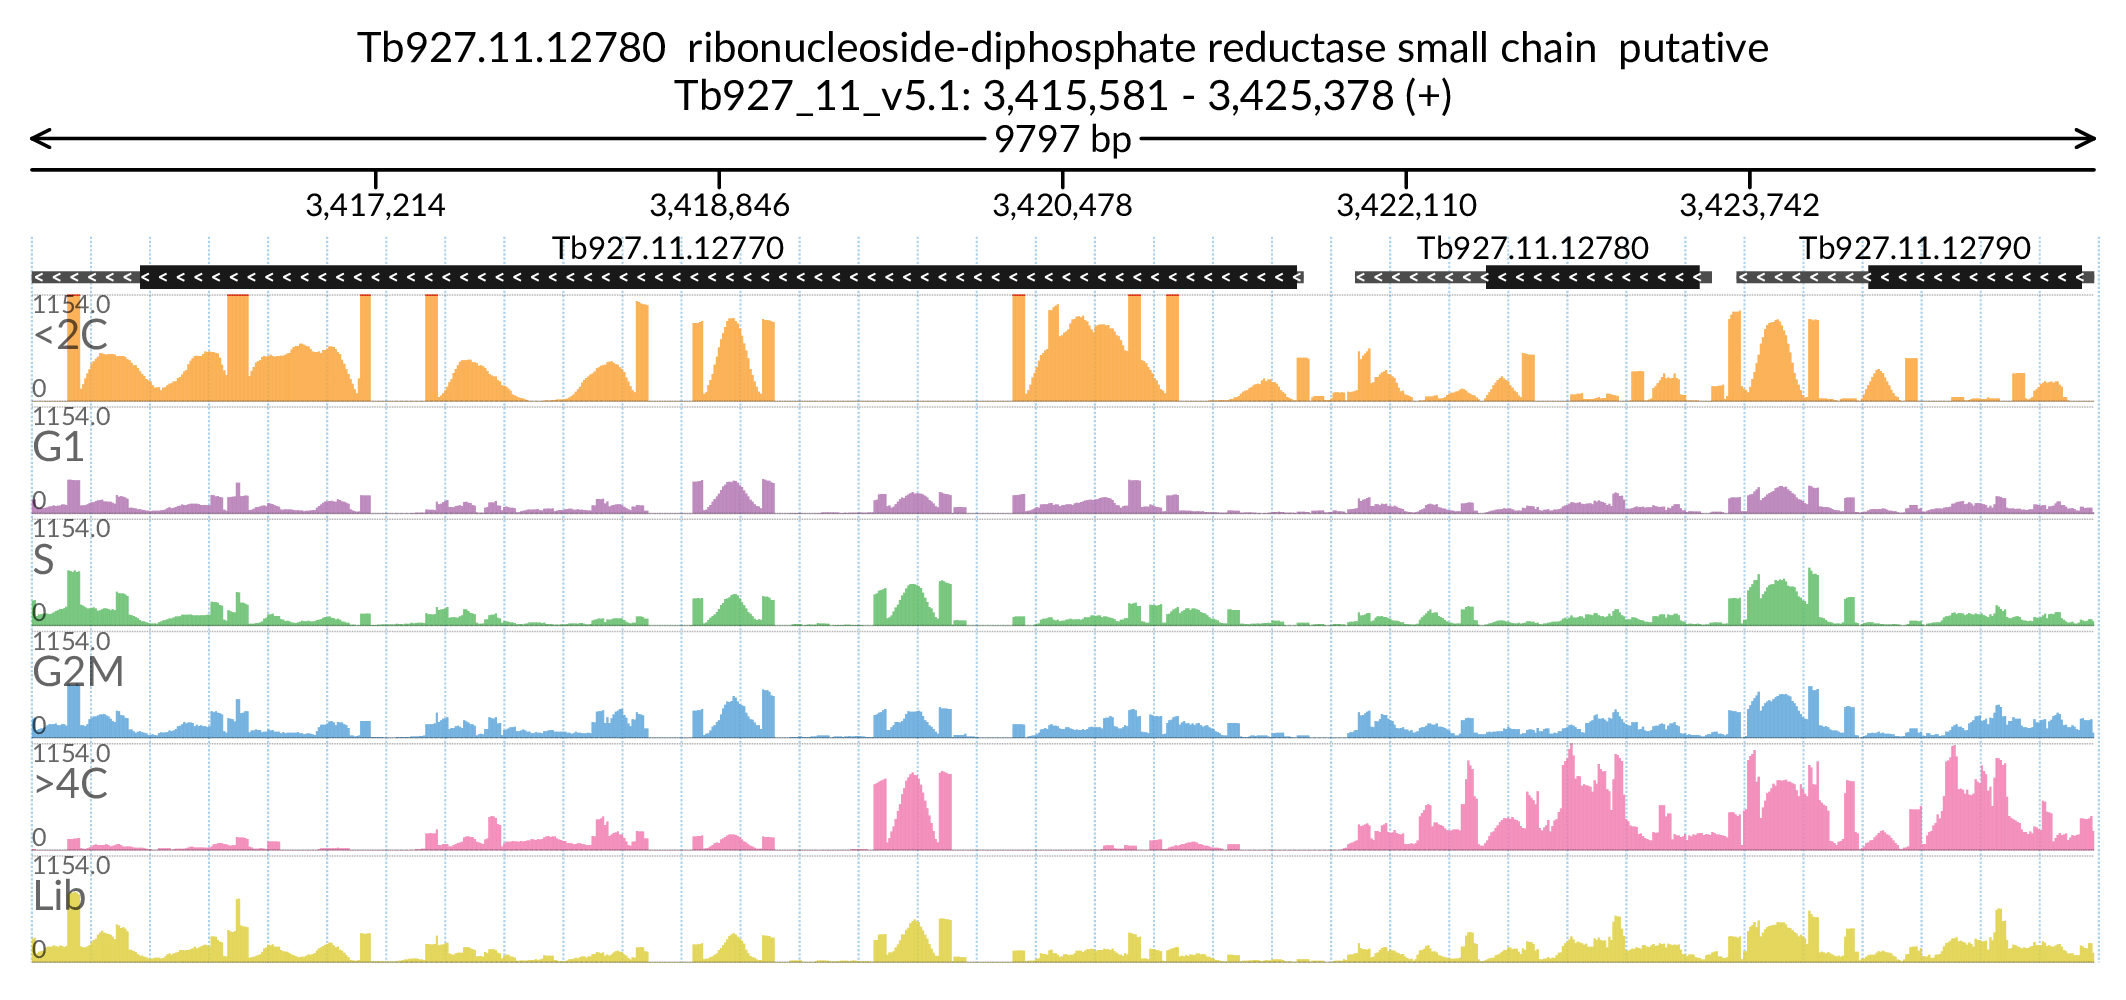 Tb927.11.12780  ribonucleoside-diphosphate reductase small chain  putative
Tb927_11_v5.1: 3,415,581 - 3,425,378 (+)
9797 bp
3,417,214 3,418,846 3,420,478 3,422,110 3,423,742
Tb927.11.12770 Tb927.11.12780 Tb927.11.12790
1154.0
<2C
0
1154.0
G1
0
1154.0
S
0
1154.0
G2M
0
1154.0
>4C
0
1154.0
Lib
0